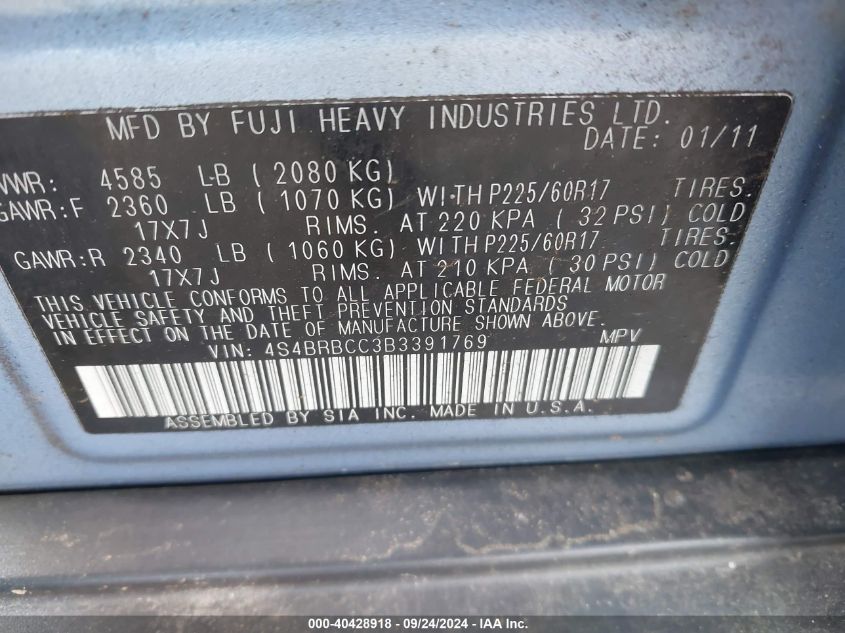 MFD BY FUJI HEAVY INDUSTRIES LTD.
DATE: 01/11
VWR: 4585 LB (2080 KG)
GAWR:F 2360 LB (1070 KG) WITH P225/60R17 TIRES.
17X7J RIMS. AT 220 KPA (32 PSI) COLD
GAWR:R 2340 LB (1060 KG) WITH P225/60R17 TIRES.
17X7J RIMS. AT 210 KPA (30 PSI) COLD
THIS VEHICLE CONFORMS TO ALL APPLICABLE FEDERAL MOTOR
VEHICLE SAFETY AND THEFT PREVENTION STANDARDS
IN EFFECT ON THE DATE OF MANUFACTURE SHOWN ABOVE.
VIN: 4S4BRBCC3B3391769 MPV
ASSEMBLED BY SIA INC. MADE IN U.S.A.
000-40428918 - 09/24/2024 - IAA Inc.